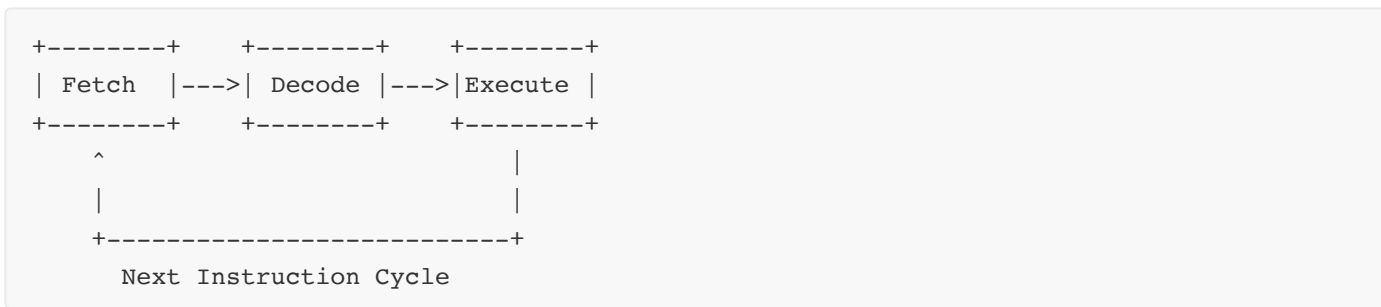 +--------+    +--------+    +--------+
| Fetch  |--->| Decode |--->|Execute |
+--------+    +--------+    +--------+
    ^                           |
    |                           |
    +---------------------------+
      Next Instruction Cycle